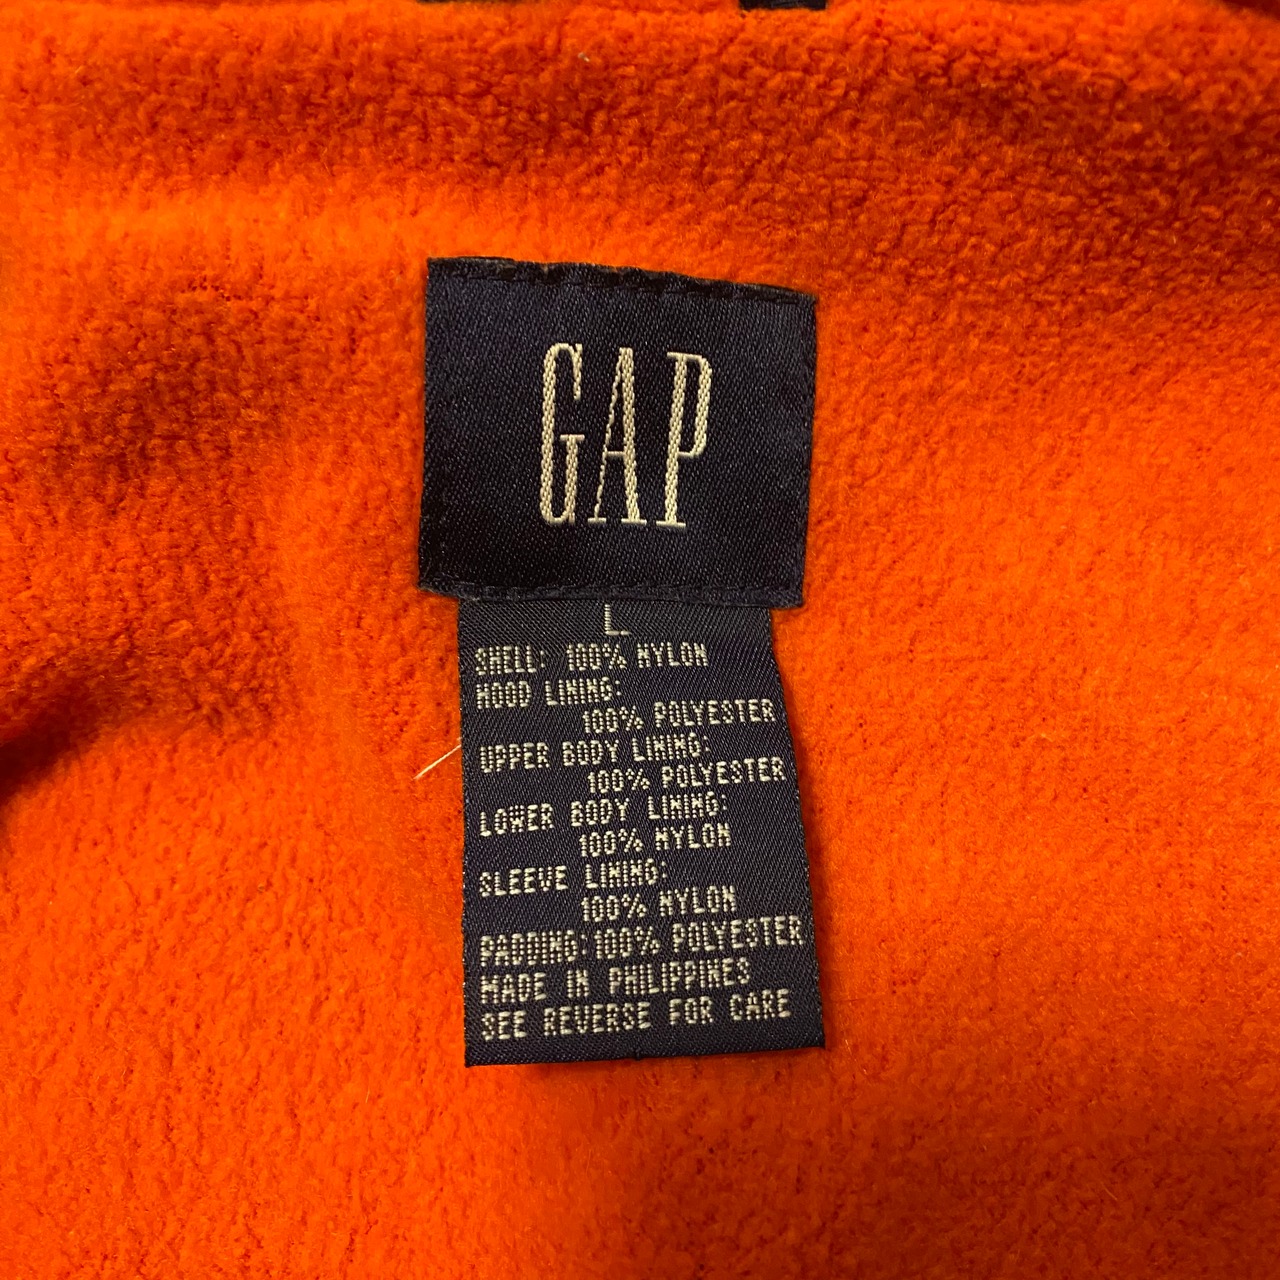 GAP
L
SHELL: 100% NYLON
HOOD LINING:
100% POLYESTER
UPPER BODY LINING:
100% POLYESTER
LOWER BODY LINING:
100% NYLON
SLEEVE LINING:
100% NYLON
PADDING: 100% POLYESTER
MADE IN PHILIPPINES
SEE REVERSE FOR CARE